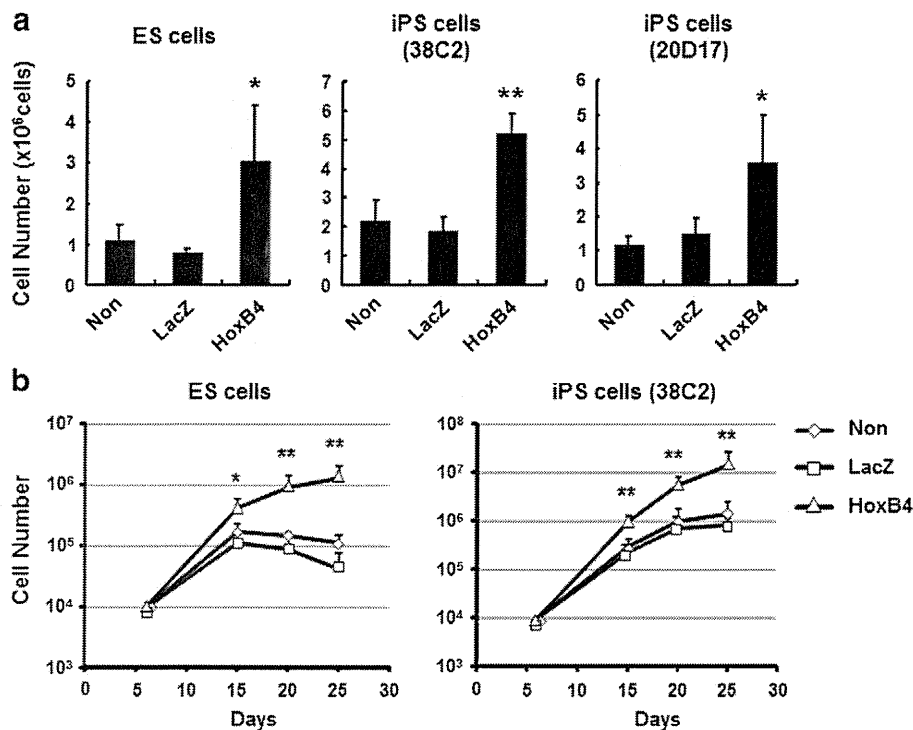 a
ES cells
iPS cells
(38C2)
iPS cells
(20D17)
Cell Number (x10⁶cells)
5
4
3
2
1
0
*
Non
LacZ
HoxB4
7
6
5
4
3
2
1
0
**
Non
LacZ
HoxB4
6
5
4
3
2
1
0
*
Non
LacZ
HoxB4
b
ES cells
Cell Number
10⁷
10⁶
10⁵
10⁴
10³
* ** **
0 5 10 15 20 25 30
Days
iPS cells (38C2)
10⁸
10⁷
10⁶
10⁵
10⁴
10³
** ** **
0 5 10 15 20 25 30
Days
Non
LacZ
HoxB4